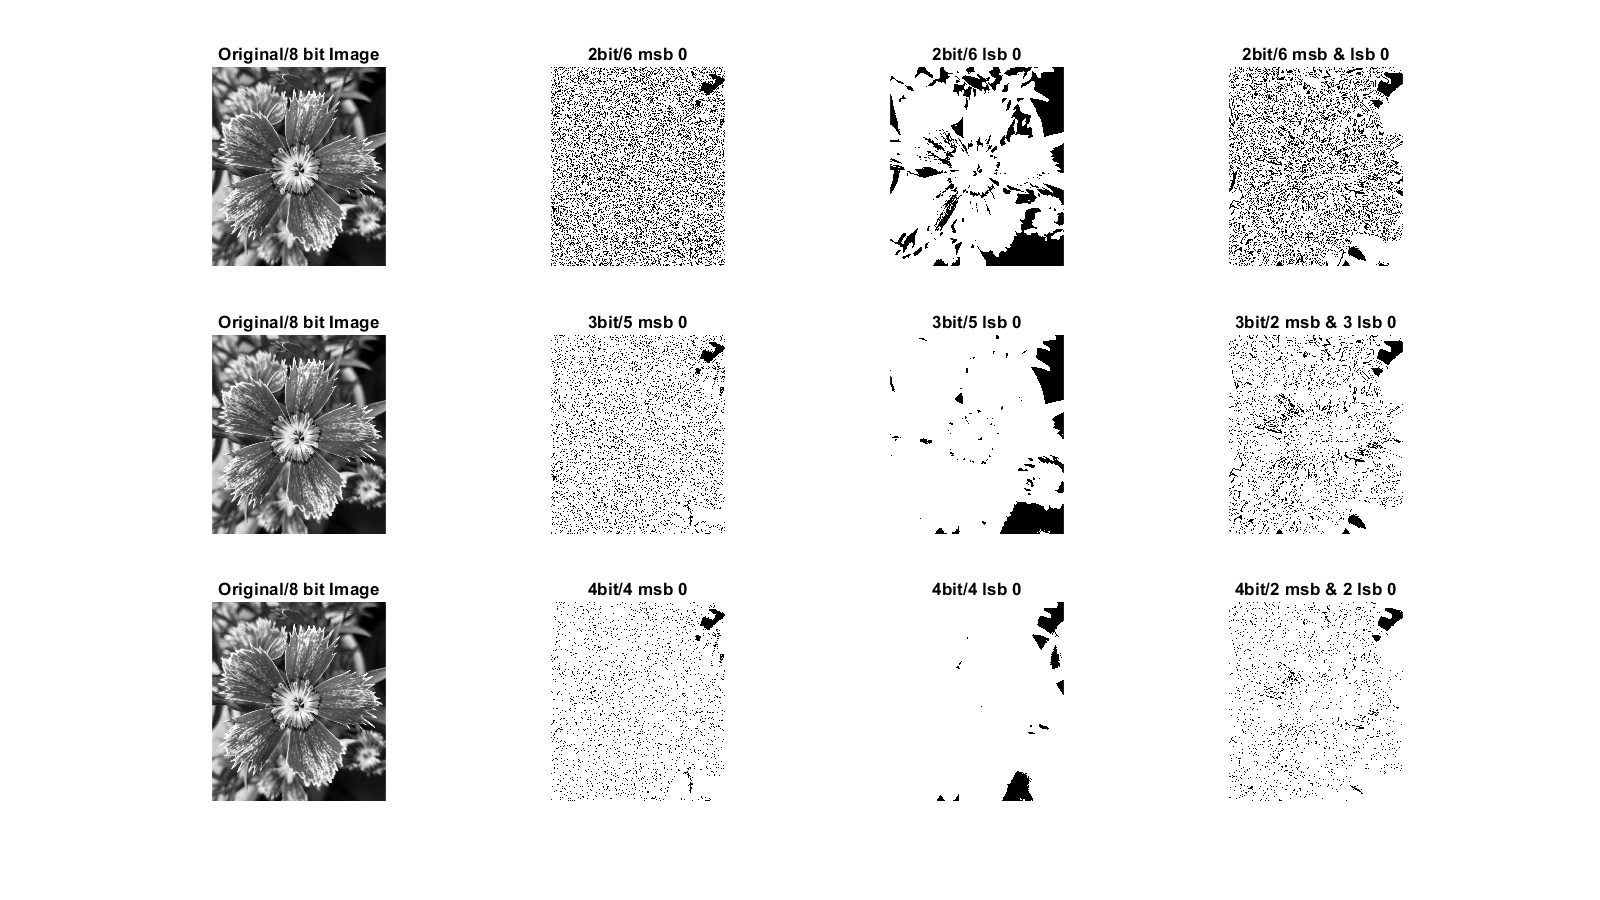 Original/8 bit Image
2bit/6 msb 0
2bit/6 lsb 0
2bit/6 msb & lsb 0
Original/8 bit Image
3bit/5 msb 0
3bit/5 lsb 0
3bit/2 msb & 3 lsb 0
Original/8 bit Image
4bit/4 msb 0
4bit/4 lsb 0
4bit/2 msb & 2 lsb 0